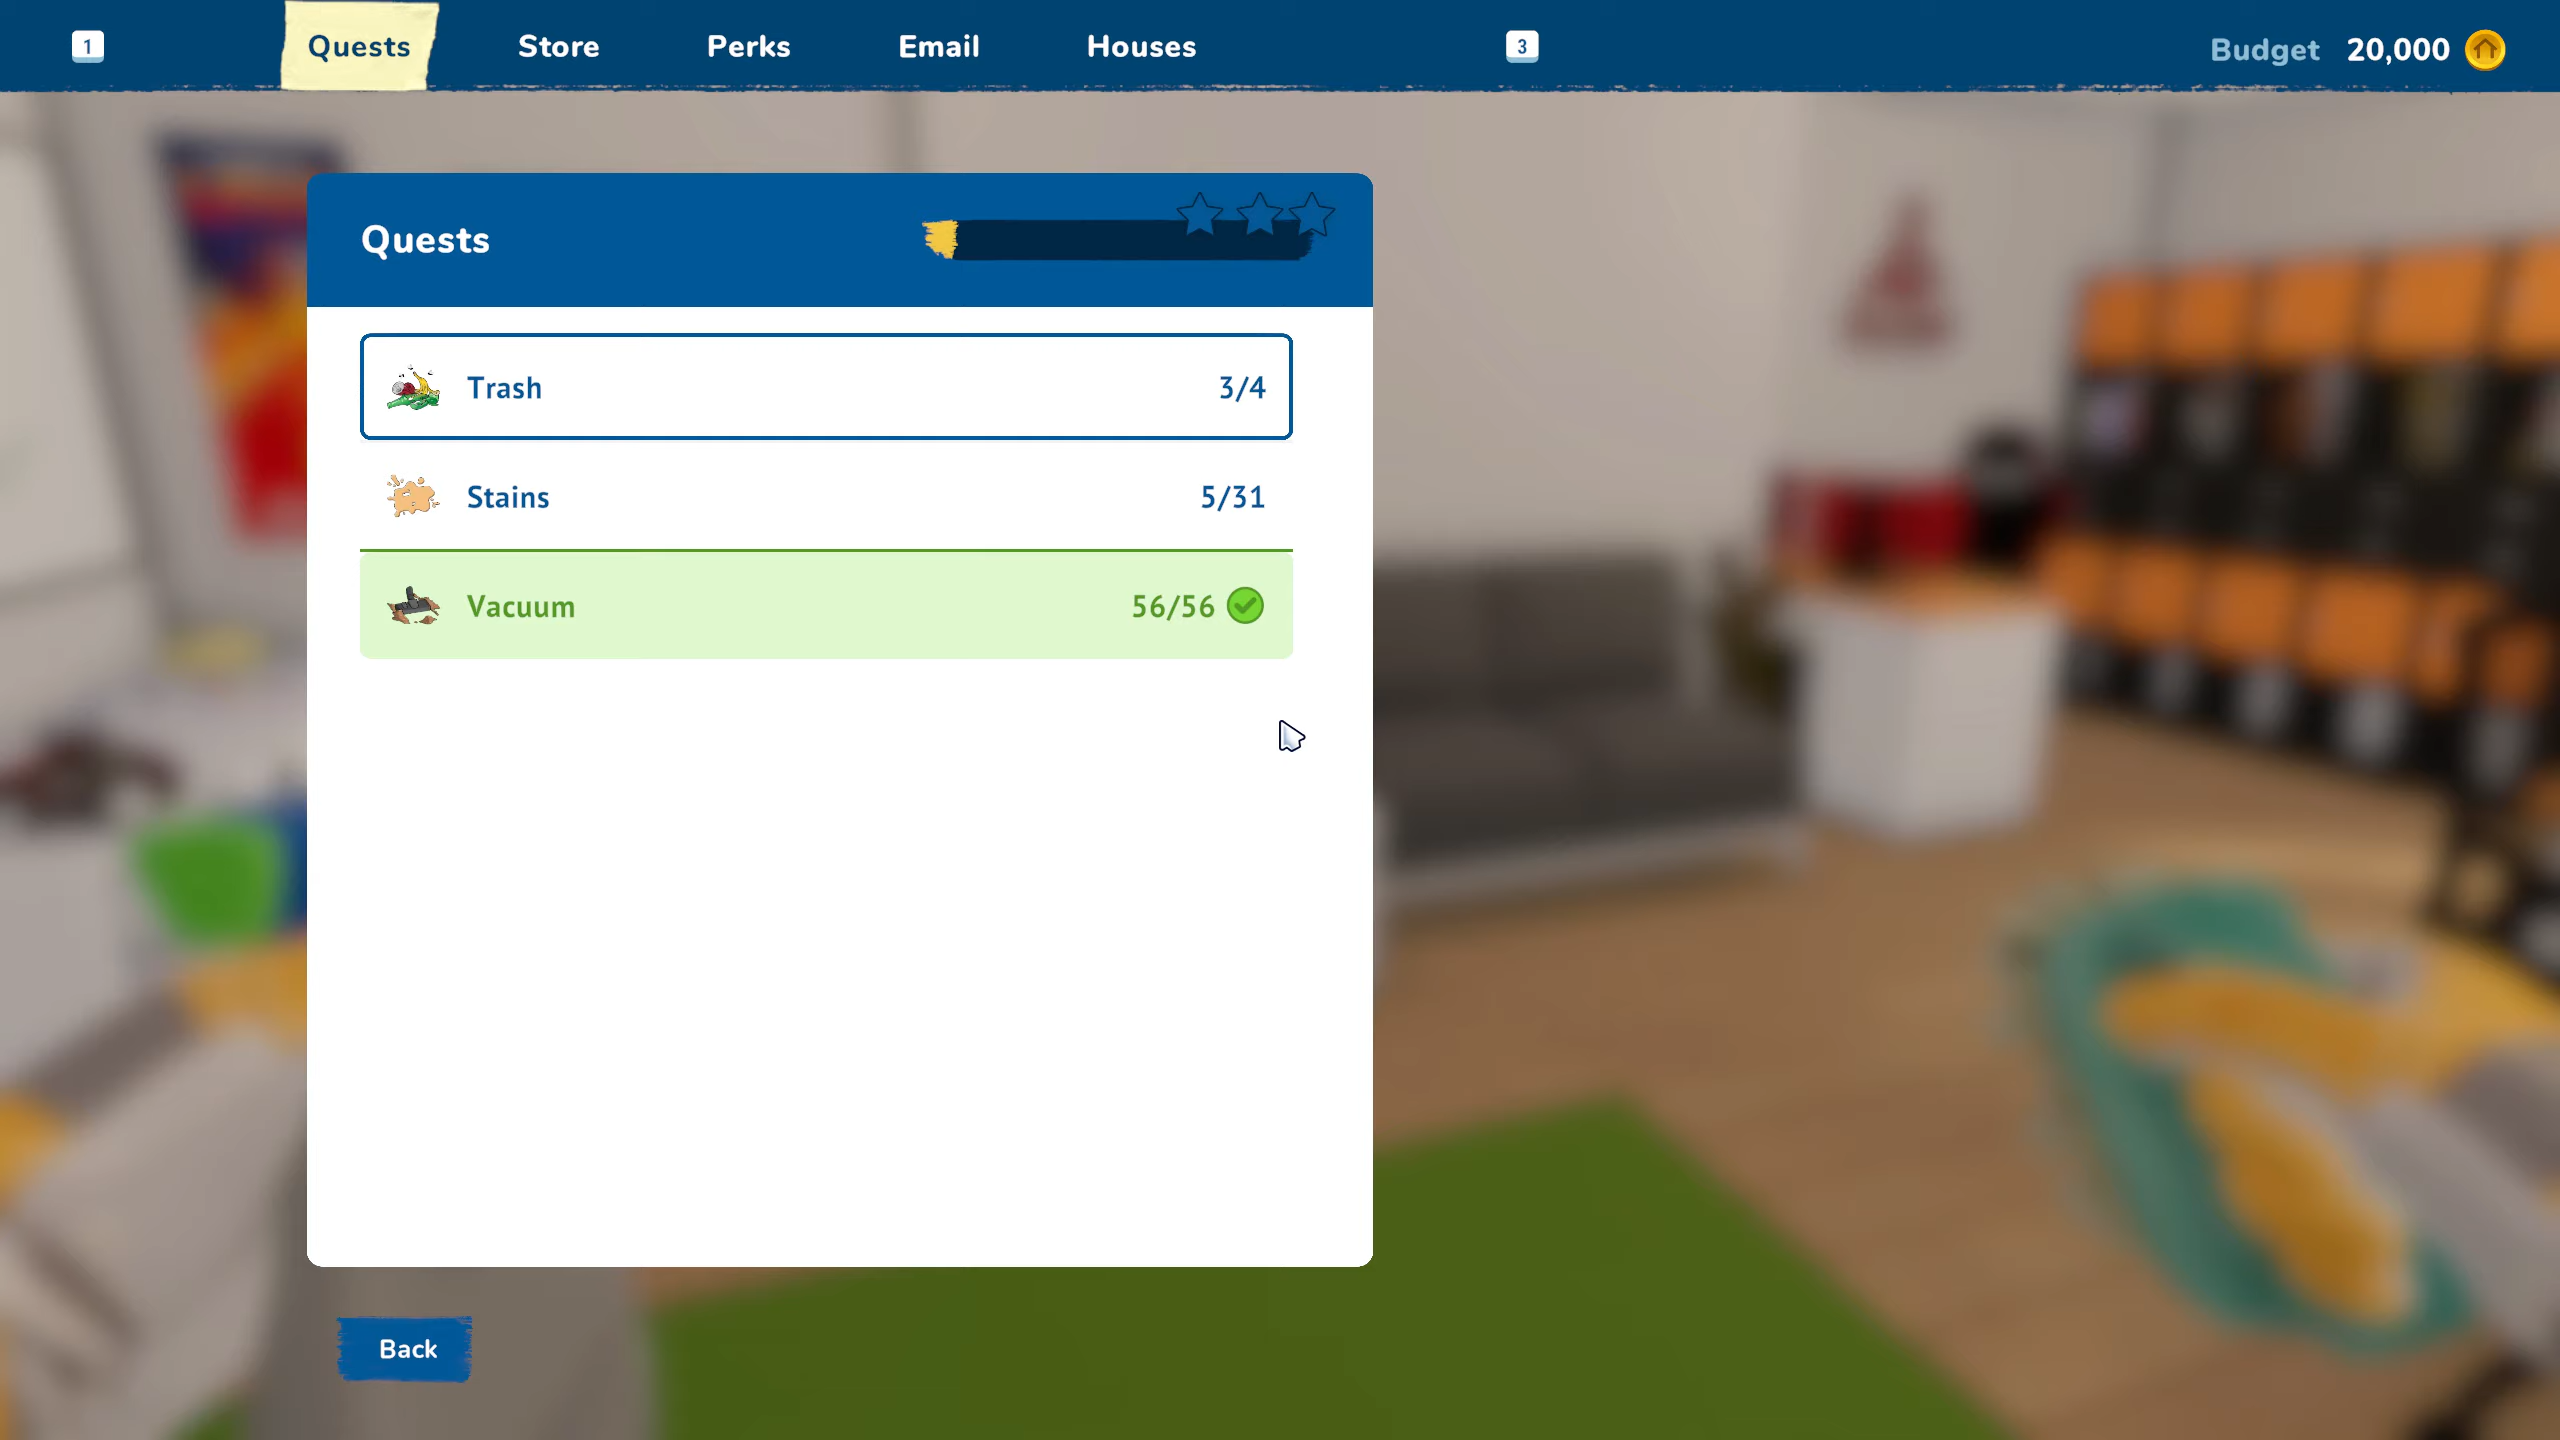 1 Quests Store Perks Email Houses 3 Budget 20,000
Quests
Trash 3/4
Stains 5/31
Vacuum 56/56
Back